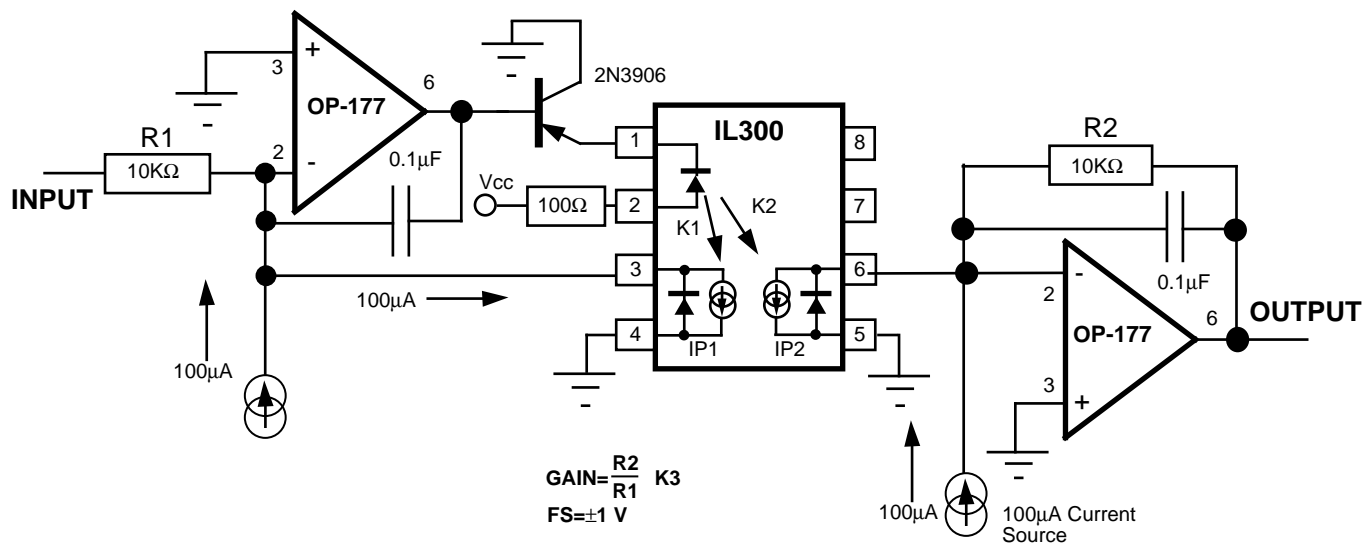 2N3906
6
3
+
OP-177
IL300
R1
R2
1
8
10KΩ
2
-
0.1µF
10KΩ
INPUT
Vcc
100Ω
2
K2
7
K1
3
6
0.1µF
100µA
-
2
OUTPUT
OP-177
6
4
IP1
IP2
5
100µA
3
+
GAIN= R2
R1 K3
FS=±1 V
100µA
100µA Current
Source